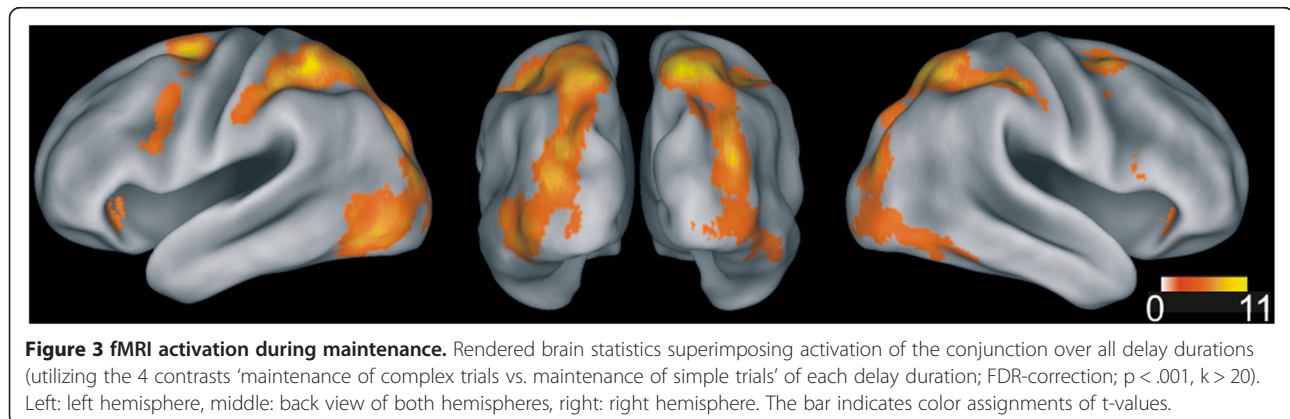 0 11
Figure 3 fMRI activation during maintenance. Rendered brain statistics superimposing activation of the conjunction over all delay durations
(utilizing the 4 contrasts ‘maintenance of complex trials vs. maintenance of simple trials’ of each delay duration; FDR-correction; p < .001, k > 20).
Left: left hemisphere, middle: back view of both hemispheres, right: right hemisphere. The bar indicates color assignments of t-values.